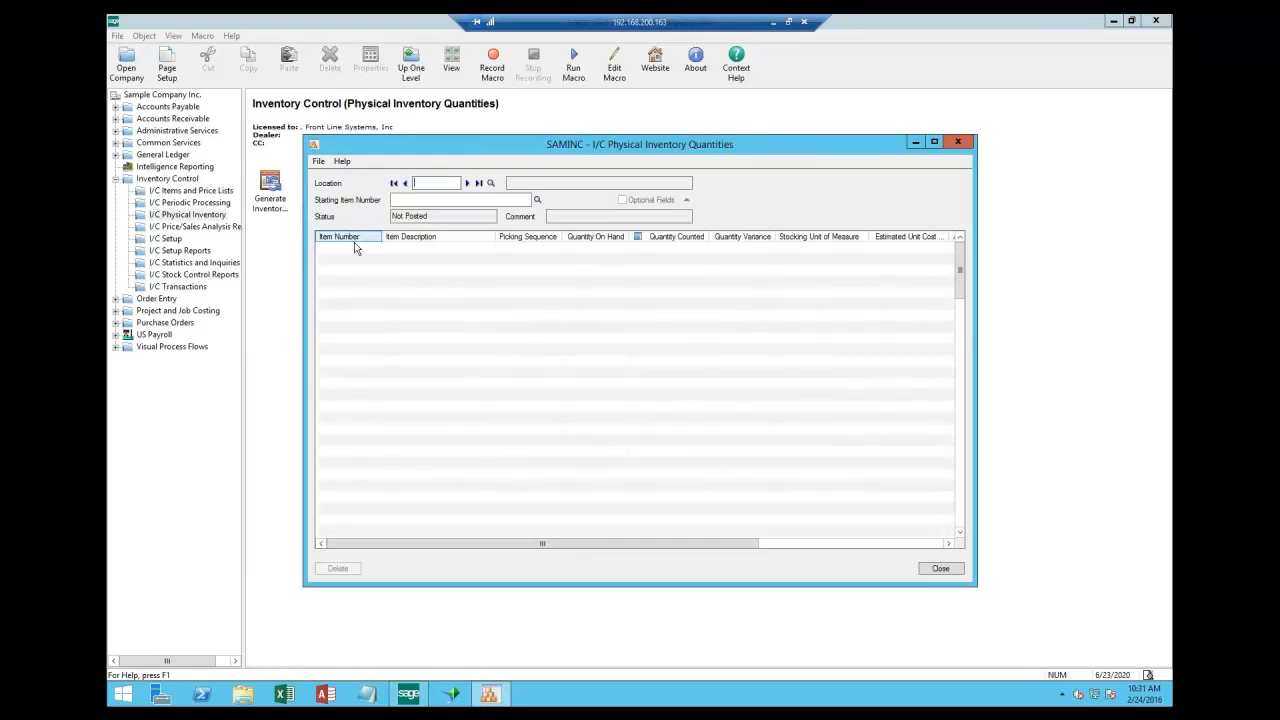 192.168.200.163
sage
File Object View Macro Help
Open Company
Page Setup
Cut
Copy
Paste
Delete
Properties
Up One Level
View
Record Macro
Stop Recording
Run Macro
Edit Macro
Website
About
Context Help
Sample Company Inc.
Accounts Payable
Accounts Receivable
Administrative Services
Common Services
General Ledger
Intelligence Reporting
Inventory Control
I/C Items and Price Lists
I/C Periodic Processing
I/C Physical Inventory
I/C Price/Sales Analysis Re
I/C Setup
I/C Setup Reports
I/C Statistics and Inquiries
I/C Stock Control Reports
I/C Transactions
Order Entry
Project and Job Costing
Purchase Orders
US Payroll
Visual Process Flows
Inventory Control (Physical Inventory Quantities)
Licensed to: . Front Line Systems, Inc
Dealer:
CC:
Generate
Inventor...
SAMINC - I/C Physical Inventory Quantities
File Help
Location
Starting Item Number Optional Fields
Status Not Posted Comment
Item Number Item Description Picking Sequence Quantity On Hand Quantity Counted Quantity Variance Stocking Unit of Measure Estimated Unit Cost ...
Delete Close
For Help, press F1 NUM 6/23/2020
sage
10:31 AM
2/24/2016